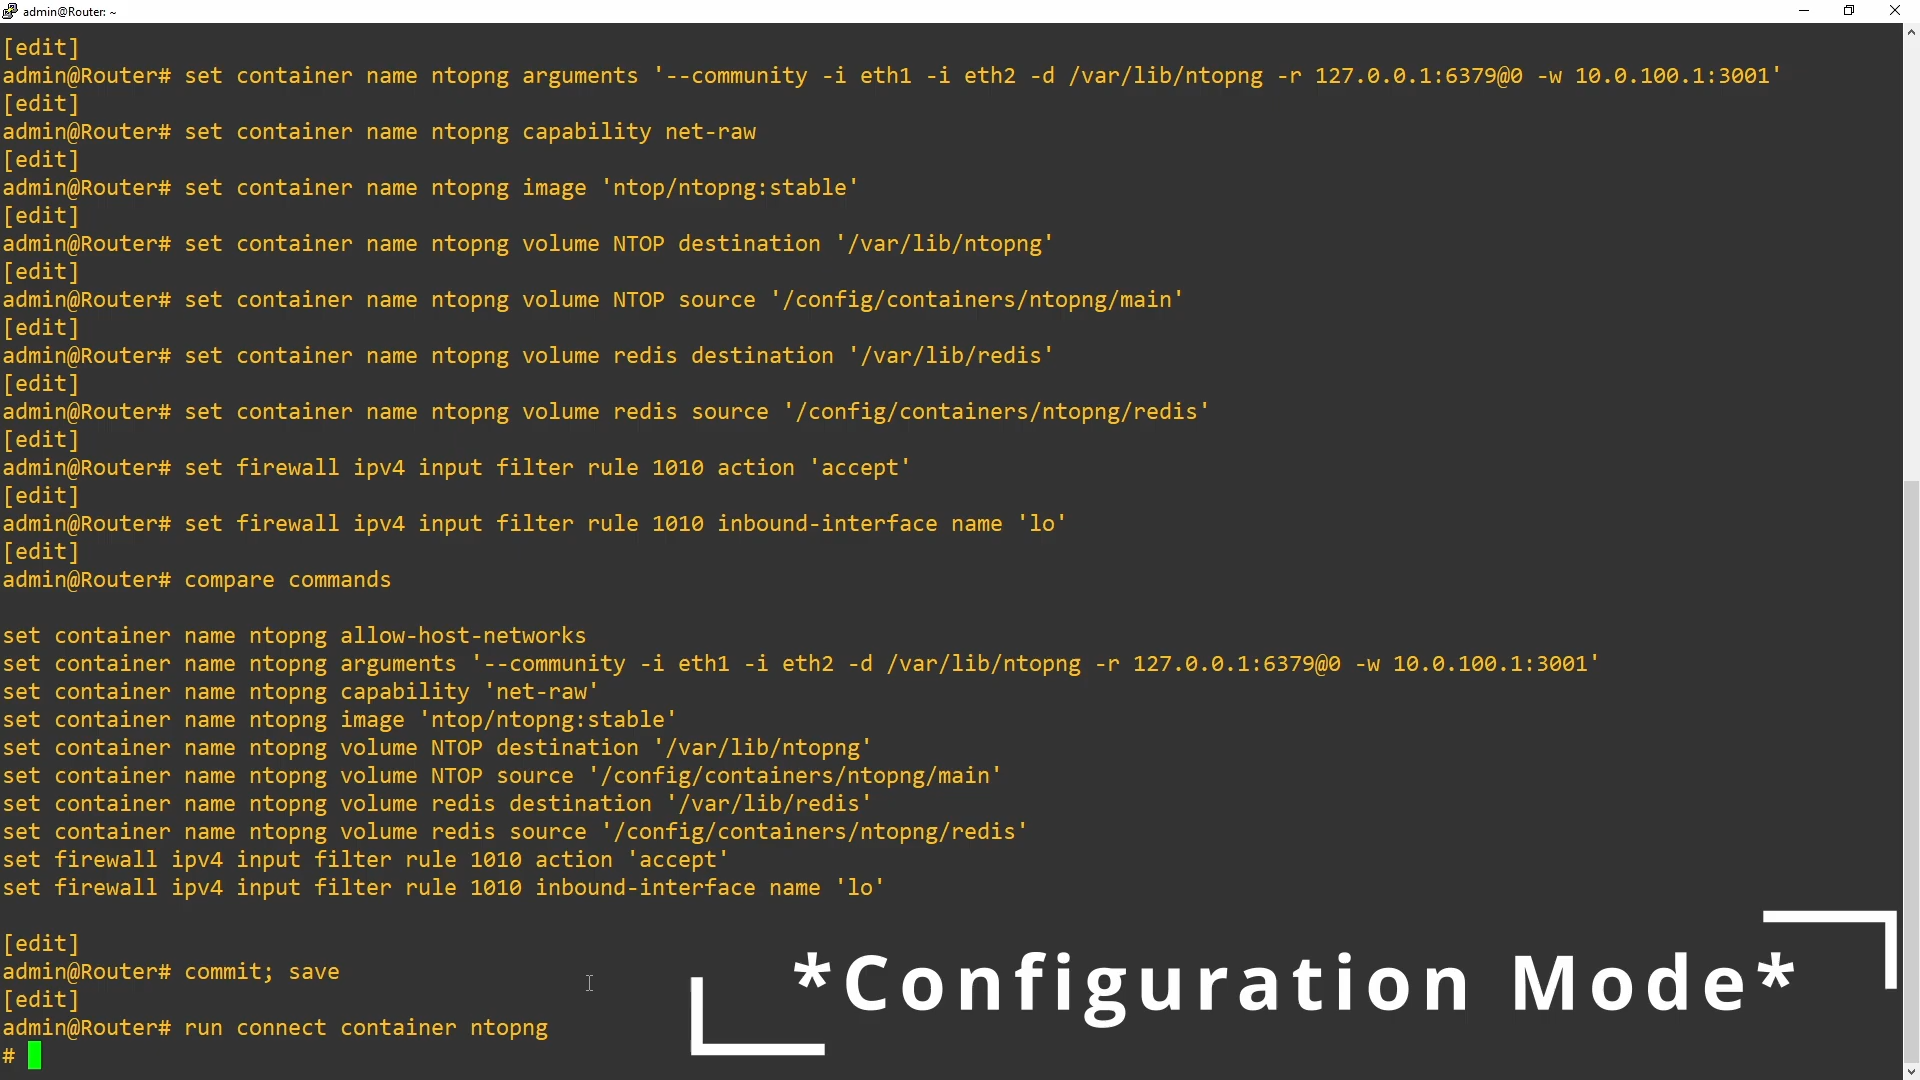 admin@Router: ~
[edit]
admin@Router# set container name ntopng arguments '--community -i eth1 -i eth2 -d /var/lib/ntopng -r 127.0.0.1:6379@0 -w 10.0.100.1:3001'
[edit]
admin@Router# set container name ntopng capability net-raw
[edit]
admin@Router# set container name ntopng image 'ntop/ntopng:stable'
[edit]
admin@Router# set container name ntopng volume NTOP destination '/var/lib/ntopng'
[edit]
admin@Router# set container name ntopng volume NTOP source '/config/containers/ntopng/main'
[edit]
admin@Router# set container name ntopng volume redis destination '/var/lib/redis'
[edit]
admin@Router# set container name ntopng volume redis source '/config/containers/ntopng/redis'
[edit]
admin@Router# set firewall ipv4 input filter rule 1010 action 'accept'
[edit]
admin@Router# set firewall ipv4 input filter rule 1010 inbound-interface name 'lo'
[edit]
admin@Router# compare commands
set container name ntopng allow-host-networks
set container name ntopng arguments '--community -i eth1 -i eth2 -d /var/lib/ntopng -r 127.0.0.1:6379@0 -w 10.0.100.1:3001'
set container name ntopng capability 'net-raw'
set container name ntopng image 'ntop/ntopng:stable'
set container name ntopng volume NTOP destination '/var/lib/ntopng'
set container name ntopng volume NTOP source '/config/containers/ntopng/main'
set container name ntopng volume redis destination '/var/lib/redis'
set container name ntopng volume redis source '/config/containers/ntopng/redis'
set firewall ipv4 input filter rule 1010 action 'accept'
set firewall ipv4 input filter rule 1010 inbound-interface name 'lo'
[edit]
admin@Router# commit; save
[edit]
admin@Router# run connect container ntopng
#
*Configuration Mode*